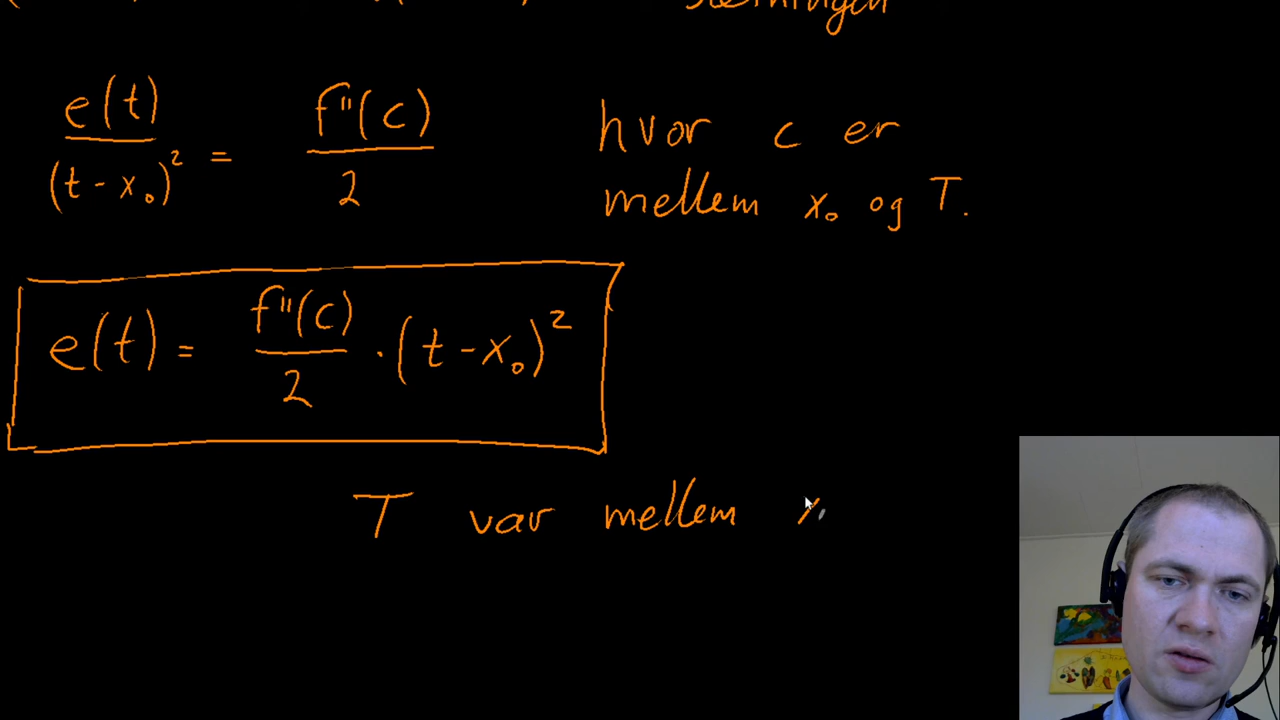 e(t)/(t-x₀)² = f''(c)/2 hvor c er
mellem x₀ og T.
e(t) = f''(c)/2 · (t-x₀)²
T var mellem